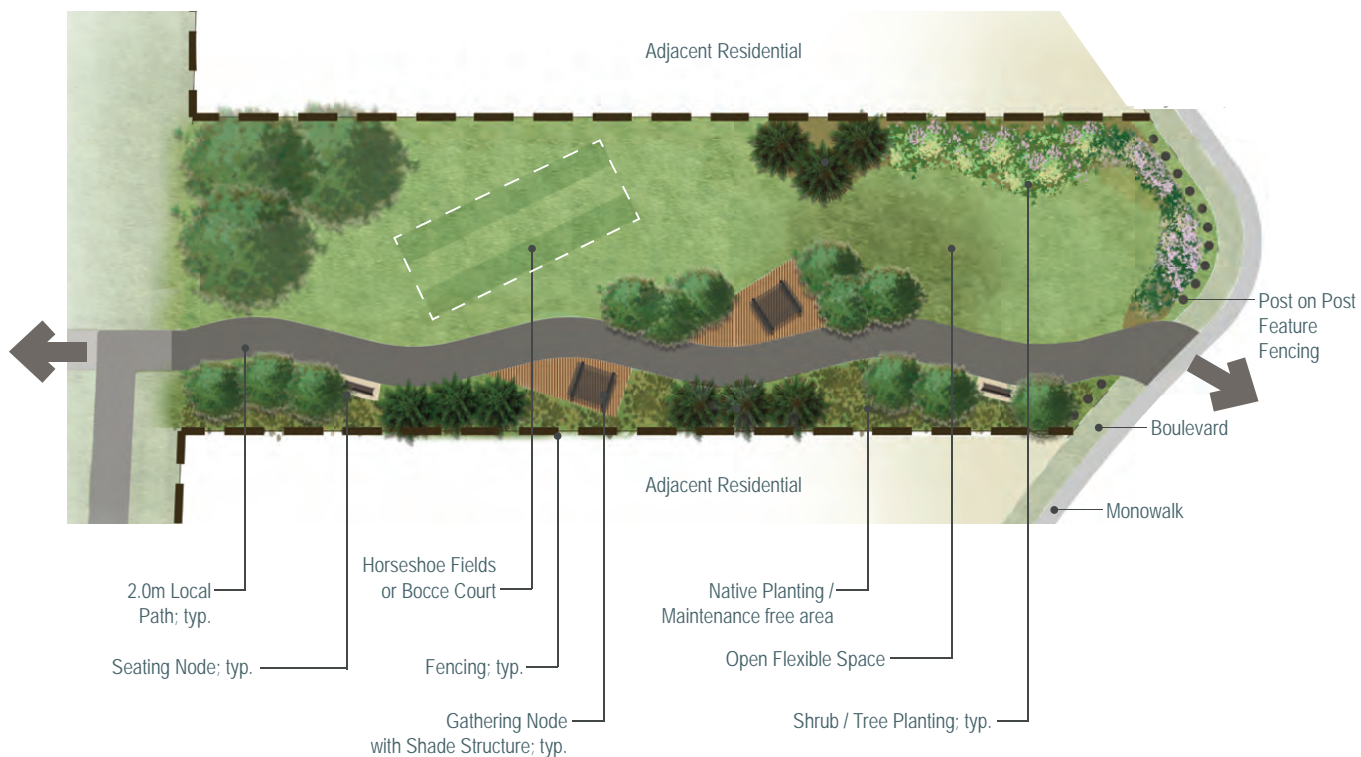 Adjacent Residential
Post on Post
Feature
Fencing
Boulevard
Adjacent Residential
Monowalk
Horseshoe Fields
or Bocce Court
2.0m Local
Path; typ.
Native Planting /
Maintenance free area
Seating Node; typ.
Fencing; typ.
Open Flexible Space
Gathering Node
with Shade Structure; typ.
Shrub / Tree Planting; typ.